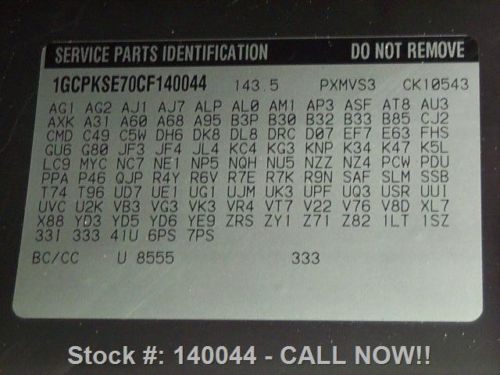 SERVICE PARTS IDENTIFICATION DO NOT REMOVE
1GCPKSE70CF140044 143.5 PXMVS3 CK10543
AG1 AG2 AJ1 AJ7 ALP AL0 AM1 AP3 ASF AT8 AU3
AXK A31 A60 A68 A95 B3P B30 B32 B33 B85 CJ2
CMD C49 C5W DH6 DK8 DL8 DRC D07 EF7 E63 FHS
GU6 G80 JF3 JF4 JL4 KC4 KG3 KNP K34 K47 K5L
LC9 MYC NC7 NE1 NP5 NQH NU5 NZZ NZ4 PCW PDU
PPA P46 QJP R4Y R6V R7E R7K R9N SAF SLM SSB
T74 T96 UD7 UE1 UG1 UJM UK3 UPF UQ3 USR UU1
UVC U2K VB3 VG3 VK3 VR4 VT7 V22 V76 V8D XL7
X88 YD3 YD5 YD6 YE9 ZRS ZY1 Z71 Z82 1LT 1SZ
33I 333 41U 6PS 7PS
BC/CC U 8555 333
Stock #: 140044 - CALL NOW!!